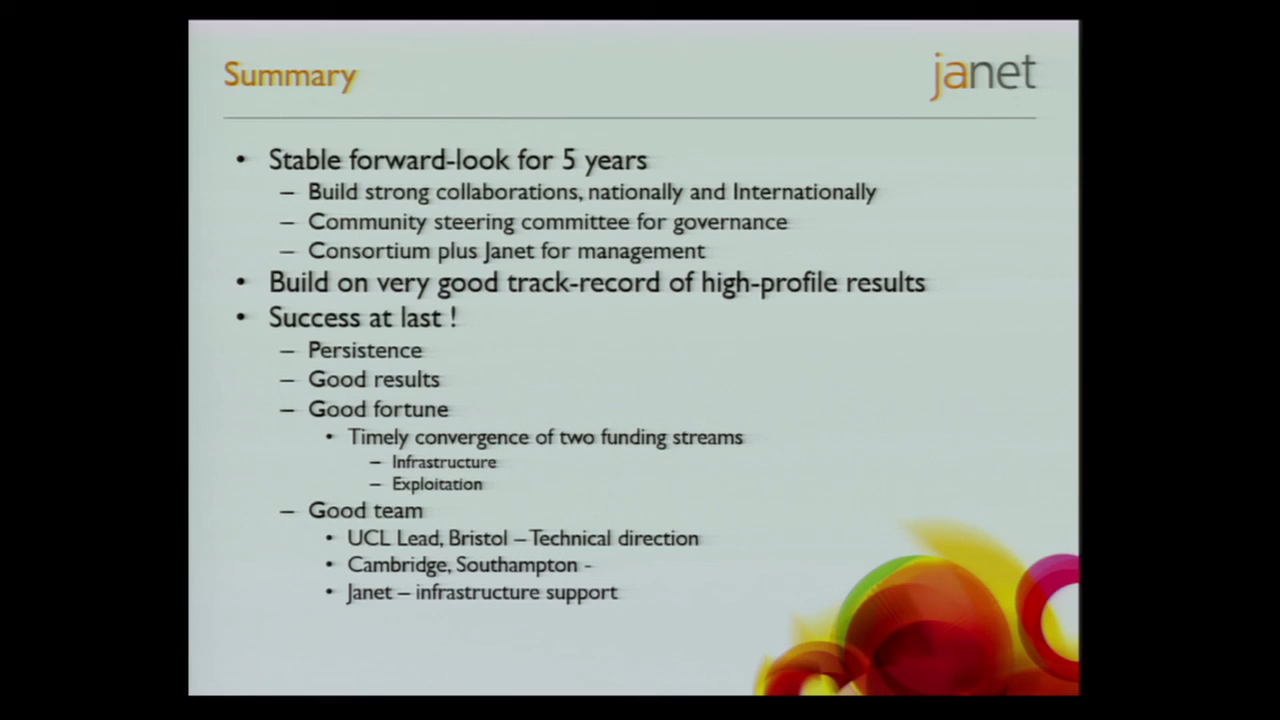 Summary
janet
• Stable forward-look for 5 years
– Build strong collaborations, nationally and Internationally
– Community steering committee for governance
– Consortium plus Janet for management
• Build on very good track-record of high-profile results
• Success at last !
– Persistence
– Good results
– Good fortune
• Timely convergence of two funding streams
– Infrastructure
– Exploitation
– Good team
• UCL Lead, Bristol – Technical direction
• Cambridge, Southampton -
• Janet – infrastructure support